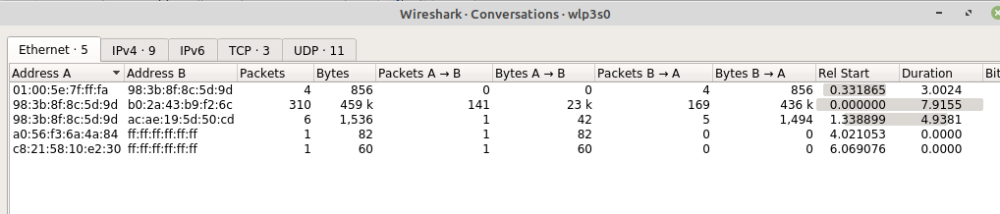 Wireshark · Conversations · wlp3s0
Ethernet · 5 IPv4 · 9 IPv6 TCP · 3 UDP · 11
Address A Address B Packets Bytes Packets A → B Bytes A → B Packets B → A Bytes B → A Rel Start Duration Bit
01:00:5e:7f:ff:fa 98:3b:8f:8c:5d:9d 4 856 0 0 4 856 0.331865 3.0024
98:3b:8f:8c:5d:9d b0:2a:43:b9:f2:6c 310 459 k 141 23 k 169 436 k 0.000000 7.9155
98:3b:8f:8c:5d:9d ac:ae:19:5d:50:cd 6 1,536 1 42 5 1,494 1.338899 4.9381
a0:56:f3:6a:4a:84 ff:ff:ff:ff:ff:ff 1 82 1 82 0 0 4.021053 0.0000
c8:21:58:10:e2:30 ff:ff:ff:ff:ff:ff 1 60 1 60 0 0 6.069076 0.0000